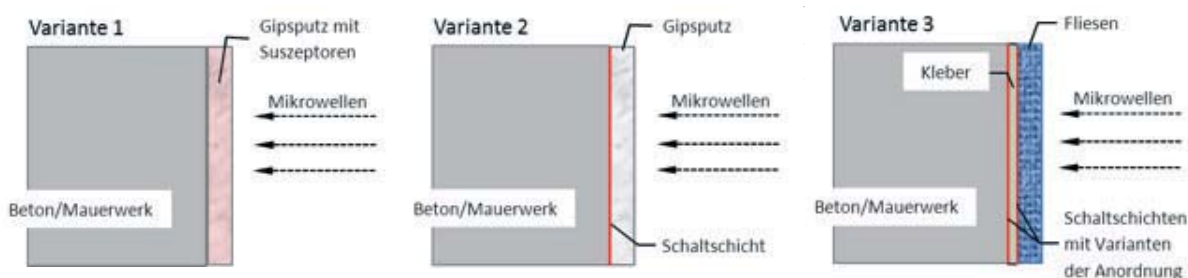 Variante 1
Gipsputz mit
Suszeptoren
Mikrowellen
Beton/Mauerwerk
Variante 2
Gipsputz
Mikrowellen
Beton/Mauerwerk
Schaltschicht
Variante 3
Fliesen
Kleber
Mikrowellen
Beton/Mauerwerk
Schaltschichten
mit Varianten
der Anordnung